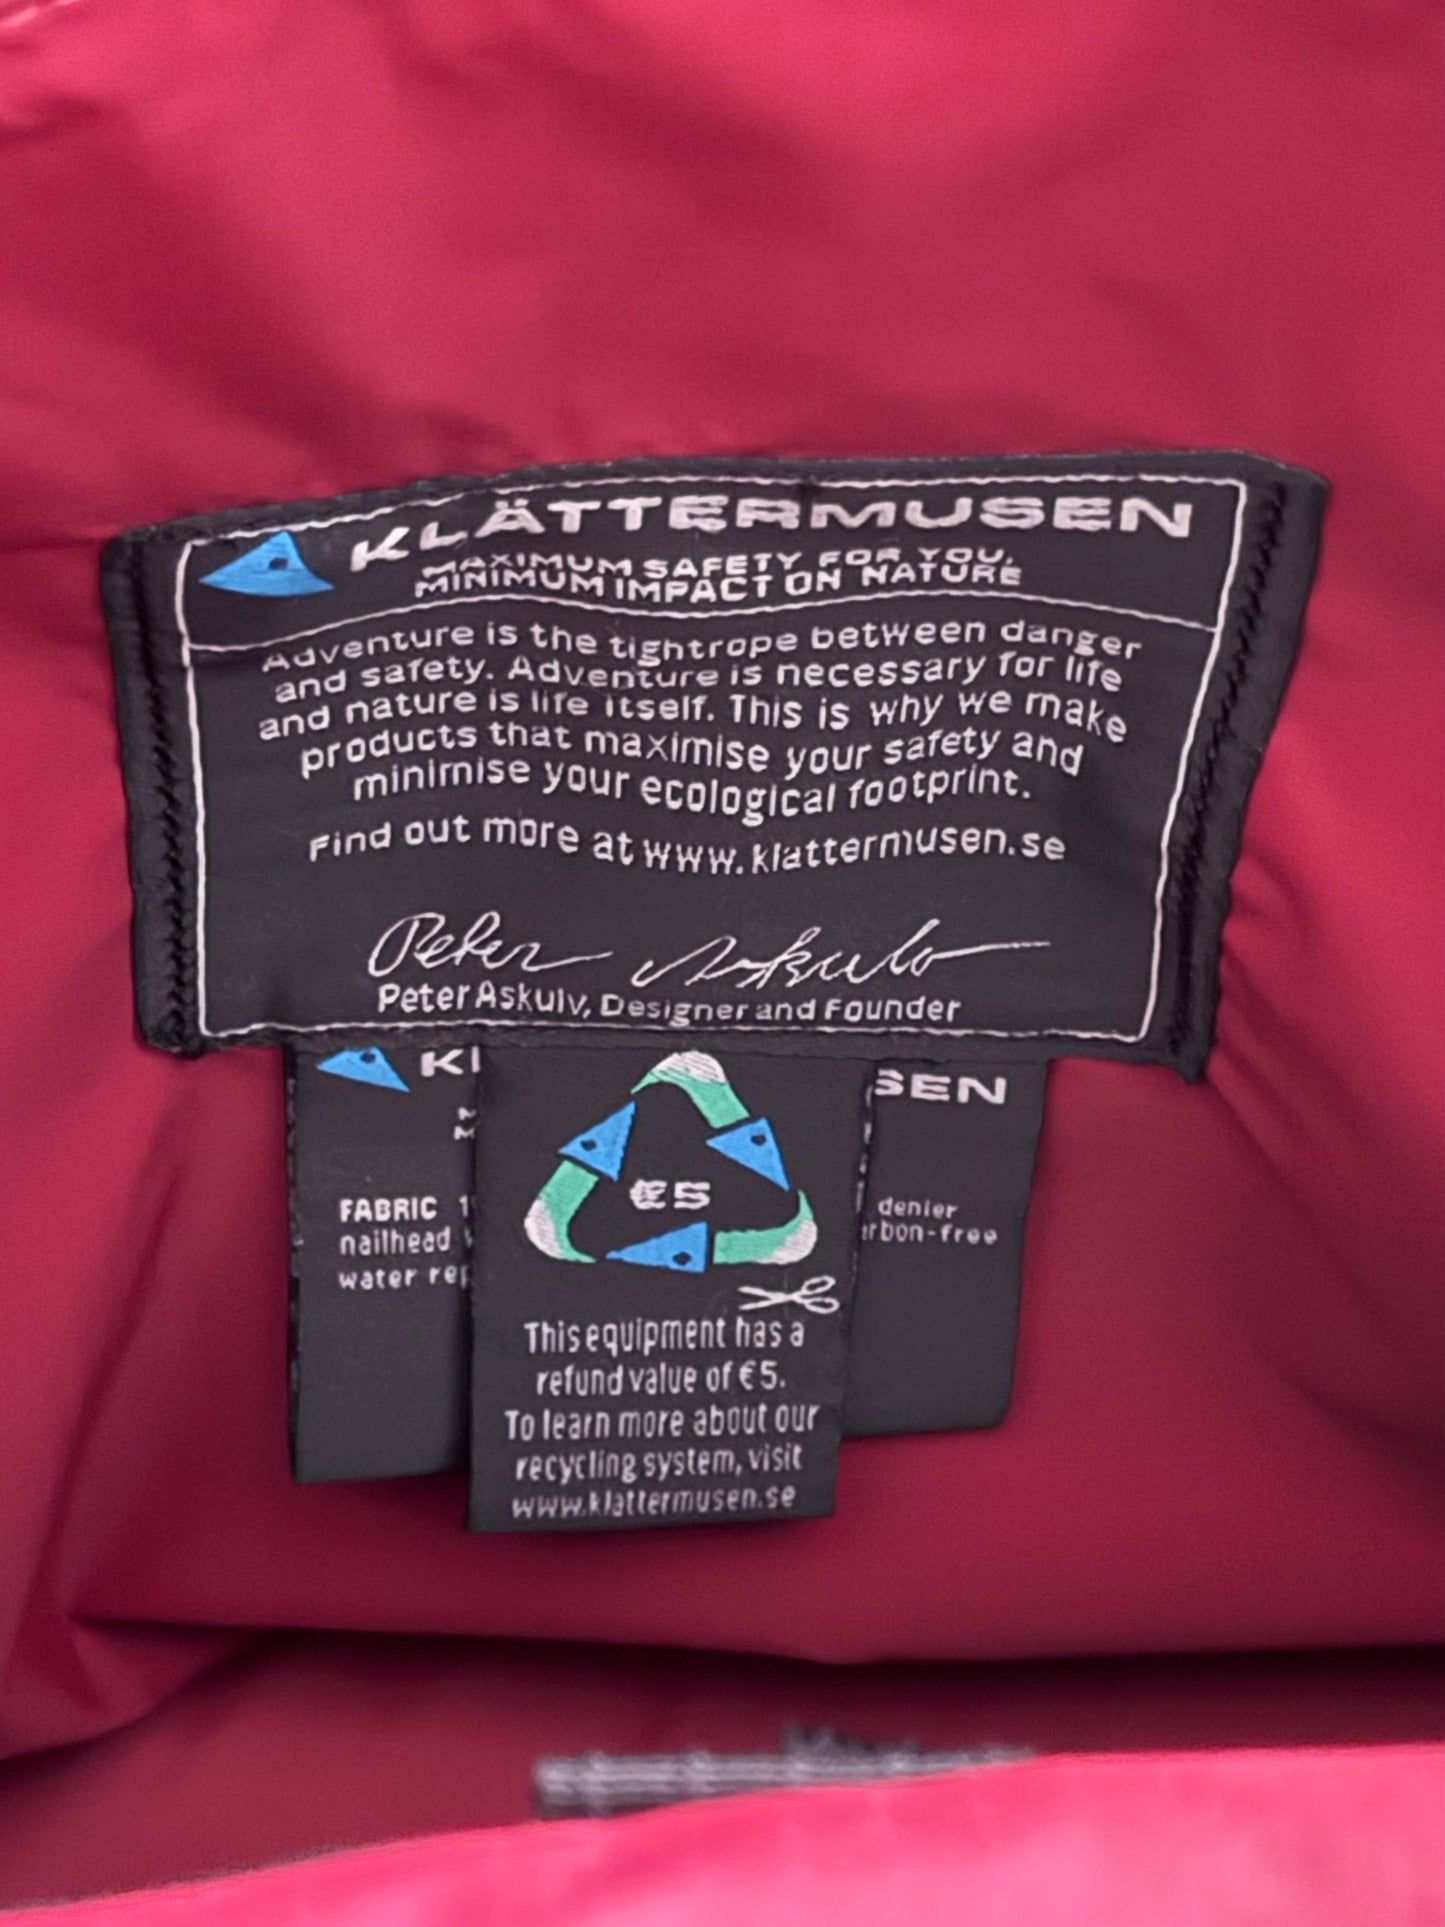 KLÄTTERMUSEN
MAXIMUM SAFETY FOR YOU,
MINIMUM IMPACT ON NATURE
Adventure is the tightrope between danger
and safety. Adventure is necessary for life
and nature is life itself. This is why we make
products that maximise your safety and
minimise your ecological footprint.
Find out more at www.klattermusen.se
Peter Askulv
Peter Askulv, Designer and Founder
SEN
FABRIC
denier
nailhead
rbon-free
water rep
€5
This equipment has a
refund value of €5.
To learn more about our
recycling system, visit
www.klattermusen.se